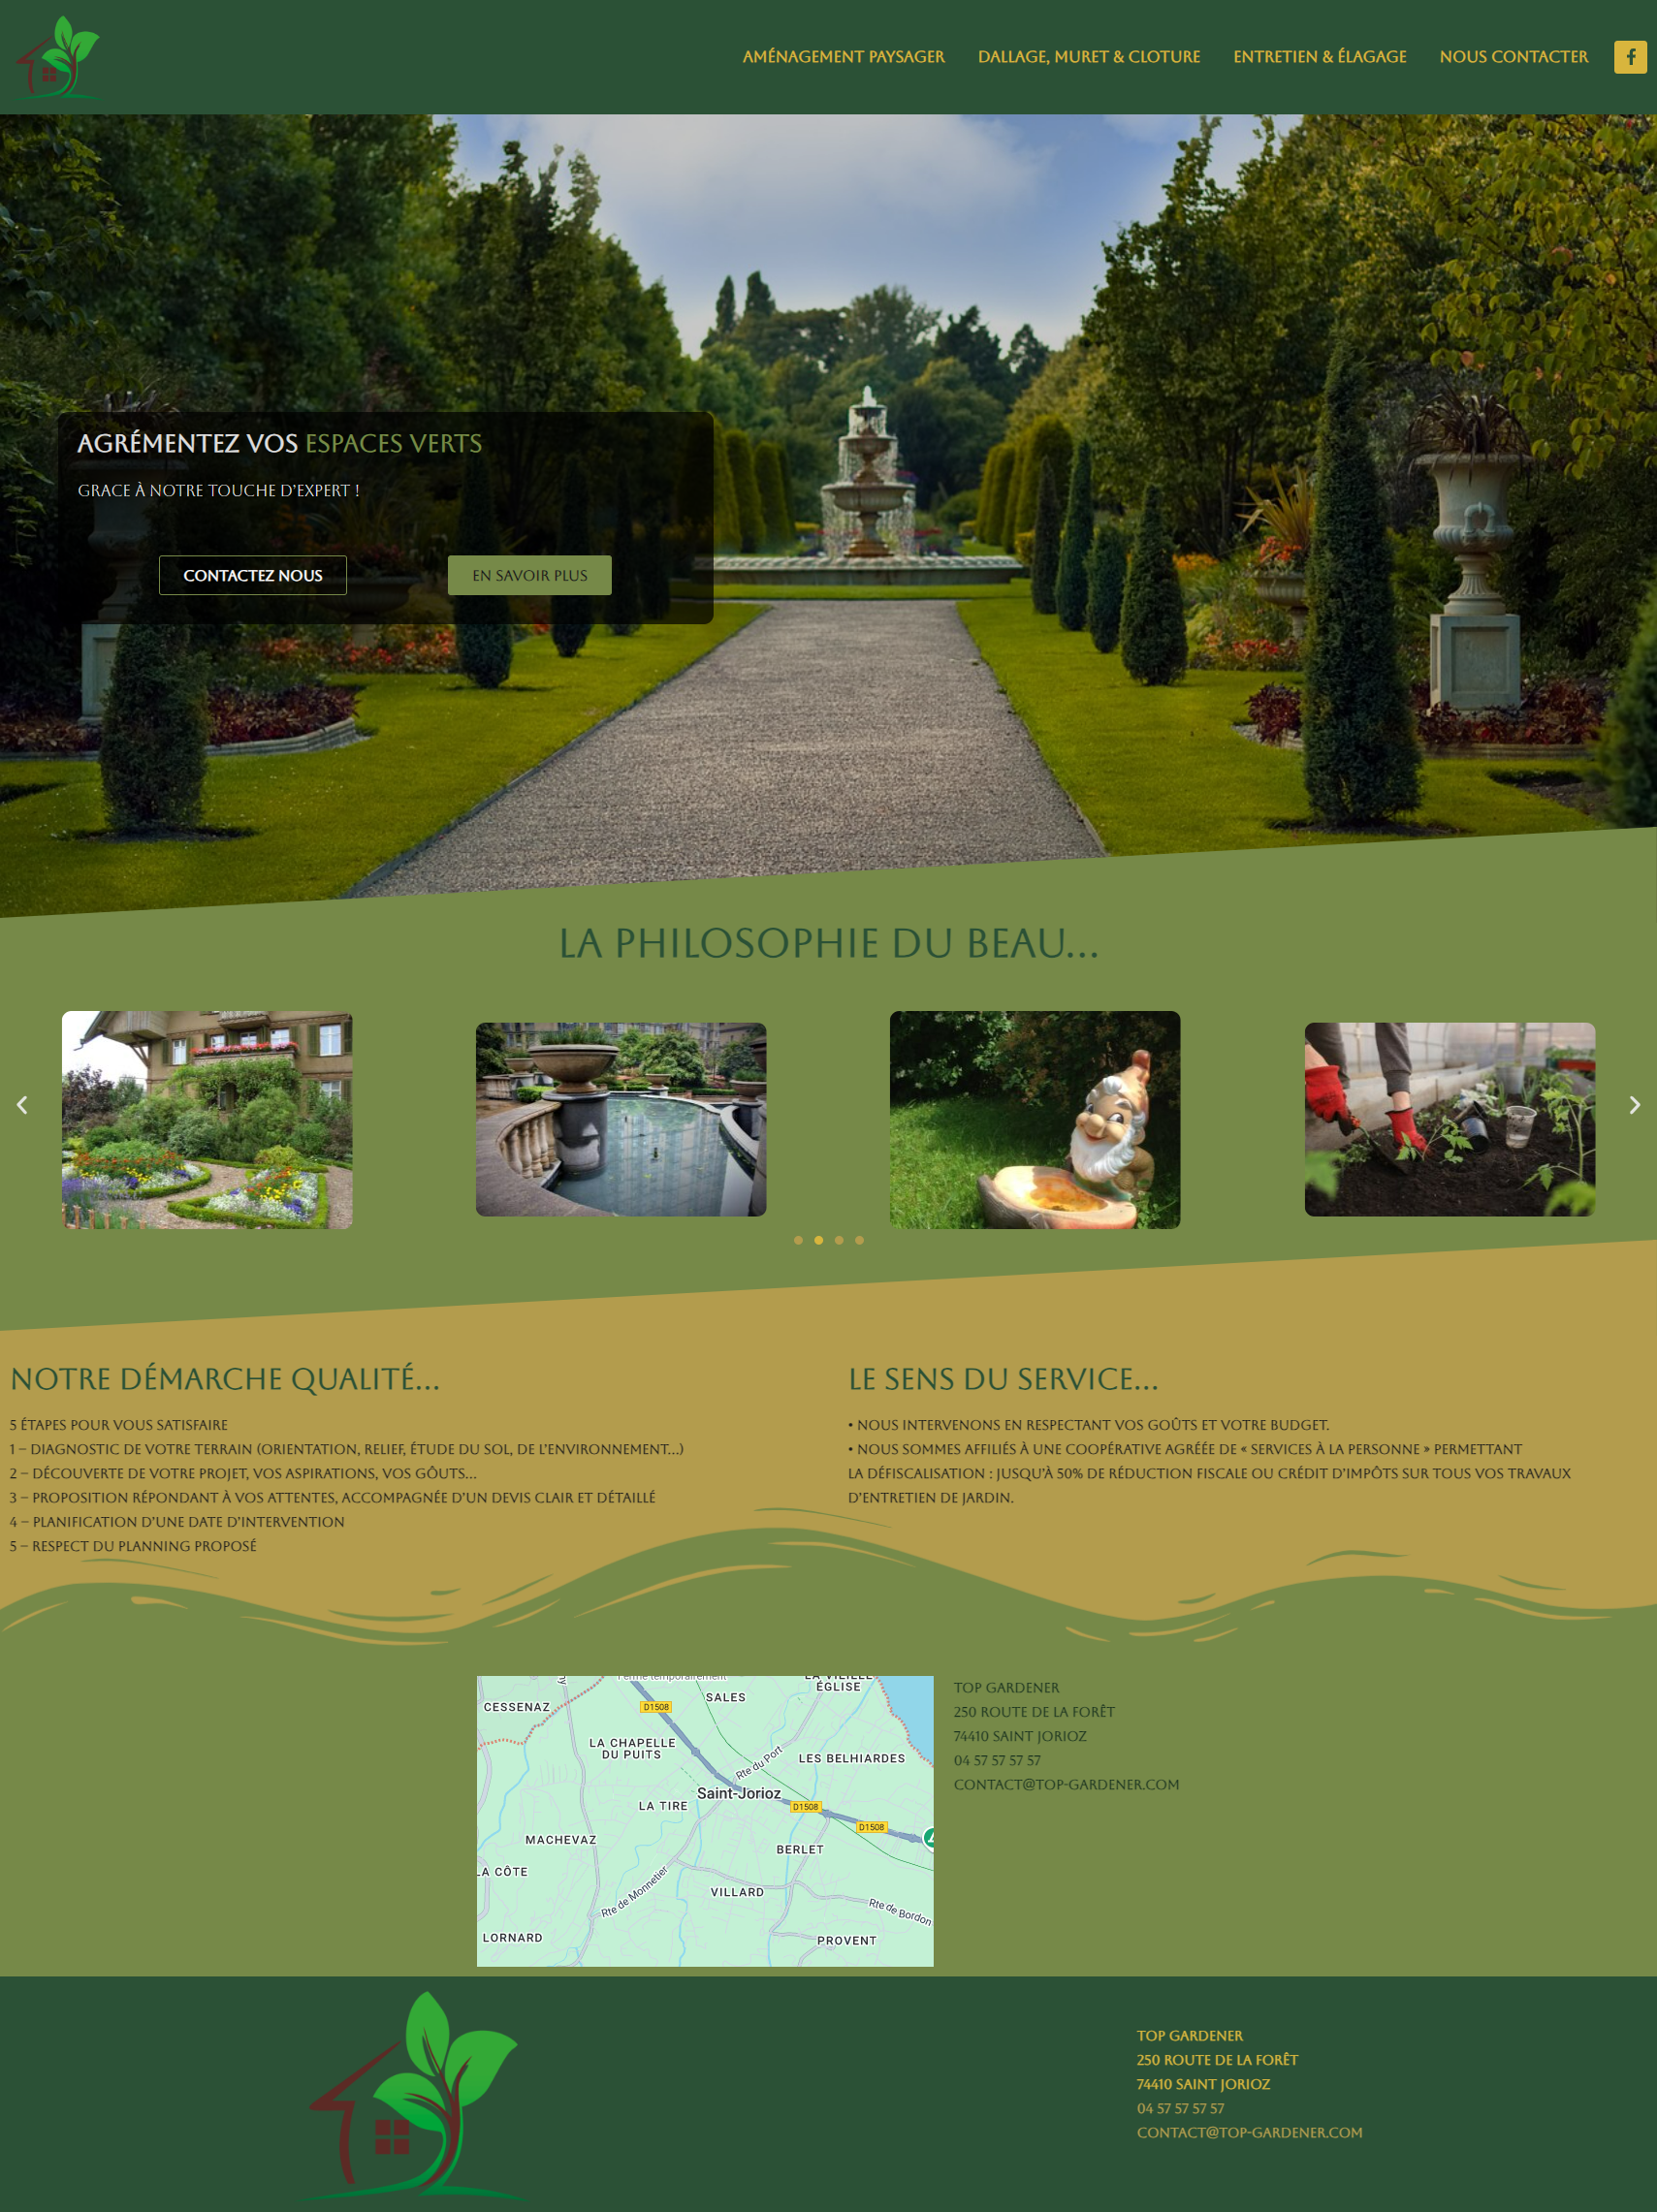 AMÉNAGEMENT PAYSAGER
DALLAGE, MURET & CLOTURE
ENTRETIEN & ÉLAGAGE
NOUS CONTACTER
AGRÉMENTEZ VOS ESPACES VERTS
GRACE À NOTRE TOUCHE D'EXPERT !
CONTACTEZ NOUS
EN SAVOIR PLUS
LA PHILOSOPHIE DU BEAU...
NOTRE DÉMARCHE QUALITÉ...
5 ÉTAPES POUR VOUS SATISFAIRE
1 – DIAGNOSTIC DE VOTRE TERRAIN (ORIENTATION, RELIEF, ÉTUDE DU SOL, DE L'ENVIRONNEMENT...)
2 – DÉCOUVERTE DE VOTRE PROJET, VOS ASPIRATIONS, VOS GÔUTS...
3 – PROPOSITION RÉPONDANT À VOS ATTENTES, ACCOMPAGNÉE D'UN DEVIS CLAIR ET DÉTAILLÉ
4 – PLANIFICATION D'UNE DATE D'INTERVENTION
5 – RESPECT DU PLANNING PROPOSÉ
LE SENS DU SERVICE...
• NOUS INTERVENONS EN RESPECTANT VOS GOÛTS ET VOTRE BUDGET.
• NOUS SOMMES AFFILIÉS À UNE COOPÉRATIVE AGRÉÉE DE « SERVICES À LA PERSONNE » PERMETTANT
LA DÉFISCALISATION : JUSQU'À 50% DE RÉDUCTION FISCALE OU CRÉDIT D'IMPÔTS SUR TOUS VOS TRAVAUX
D'ENTRETIEN DE JARDIN.
Fermé temporairement
LA VIEILLE
ÉGLISE
SALES
CESSENAZ
D1508
LA CHAPELLE
DU PUITS
Rte du Port
LES BELHIARDES
Saint-Jorioz
LA TIRE
D1508
D1508
MACHEVAZ
BERLET
LA CÔTE
Rte de Monnetier
VILLARD
Rte de Bordon
LORNARD
PROVENT
TOP GARDENER
250 ROUTE DE LA FORÊT
74410 SAINT JORIOZ
04 57 57 57 57
CONTACT@TOP-GARDENER.COM
TOP GARDENER
250 ROUTE DE LA FORÊT
74410 SAINT JORIOZ
04 57 57 57 57
CONTACT@TOP-GARDENER.COM